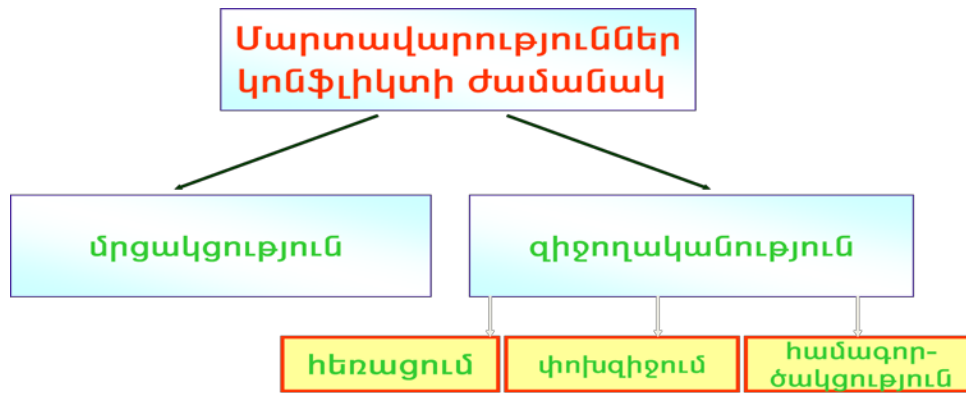 Մարտավարություններ
կոնֆլիկտի ժամանակ
մրցակցություն
զիջողականություն
հեռացում
փոխզիջում
համագոր-
ծակցություն